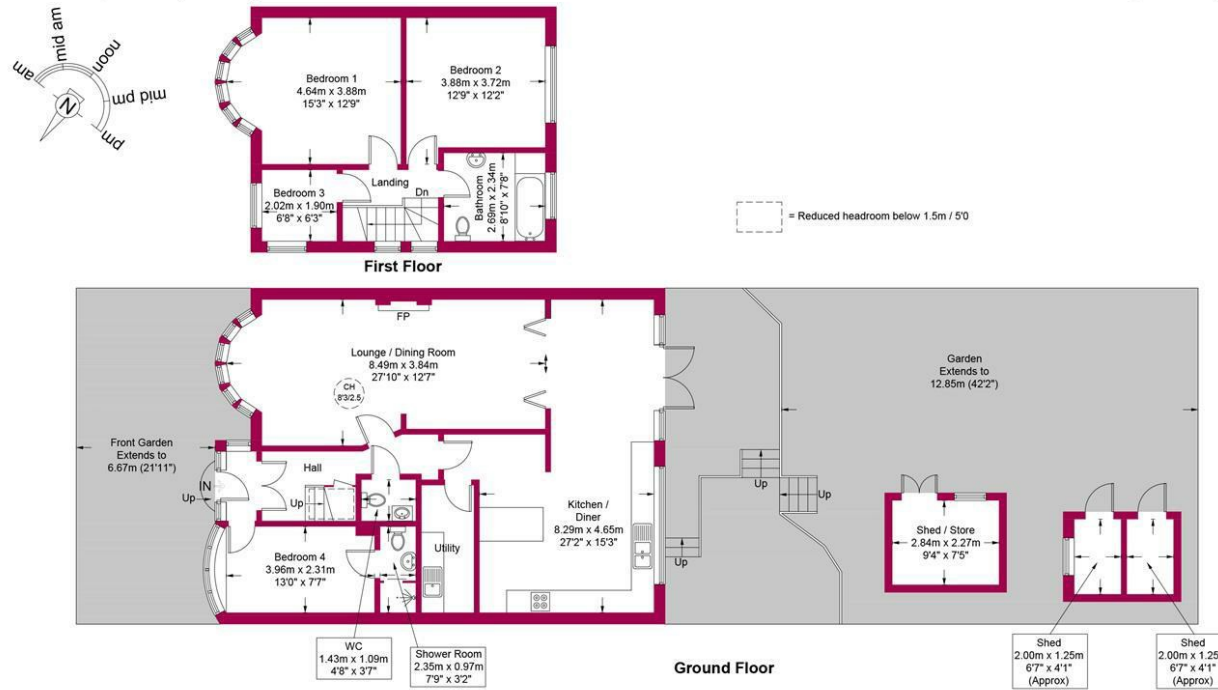 mid am
noon
am
mid pm
pm
N
Bedroom 1
4.64m x 3.88m
15'3" x 12'9"
Bedroom 2
3.88m x 3.72m
12'9" x 12'2"
Landing
Dn
Bedroom 3
2.02m x 1.90m
6'8" x 6'3"
Bathroom
2.69m x 2.34m
8'10" x 7'8"
= Reduced headroom below 1.5m / 5'0
First Floor
FP
Lounge / Dining Room
8.49m x 3.84m
27'10" x 12'7"
CH
8'3/2.5
Garden
Extends to
12.85m (42'2")
Front Garden
Extends to
6.67m (21'11")
IN
Up
Hall
Up
Kitchen /
Diner
8.29m x 4.65m
27'2" x 15'3"
Utility
Bedroom 4
3.96m x 2.31m
13'0" x 7'7"
Up
Up
Up
Shed / Store
2.84m x 2.27m
9'4" x 7'5"
WC
1.43m x 1.09m
4'8" x 3'7"
Shower Room
2.35m x 0.97m
7'9" x 3'2"
Ground Floor
Shed
2.00m x 1.25m
6'7" x 4'1"
(Approx)
Shed
2.00m x 1.25
6'7" x 4'1"
(Approx)